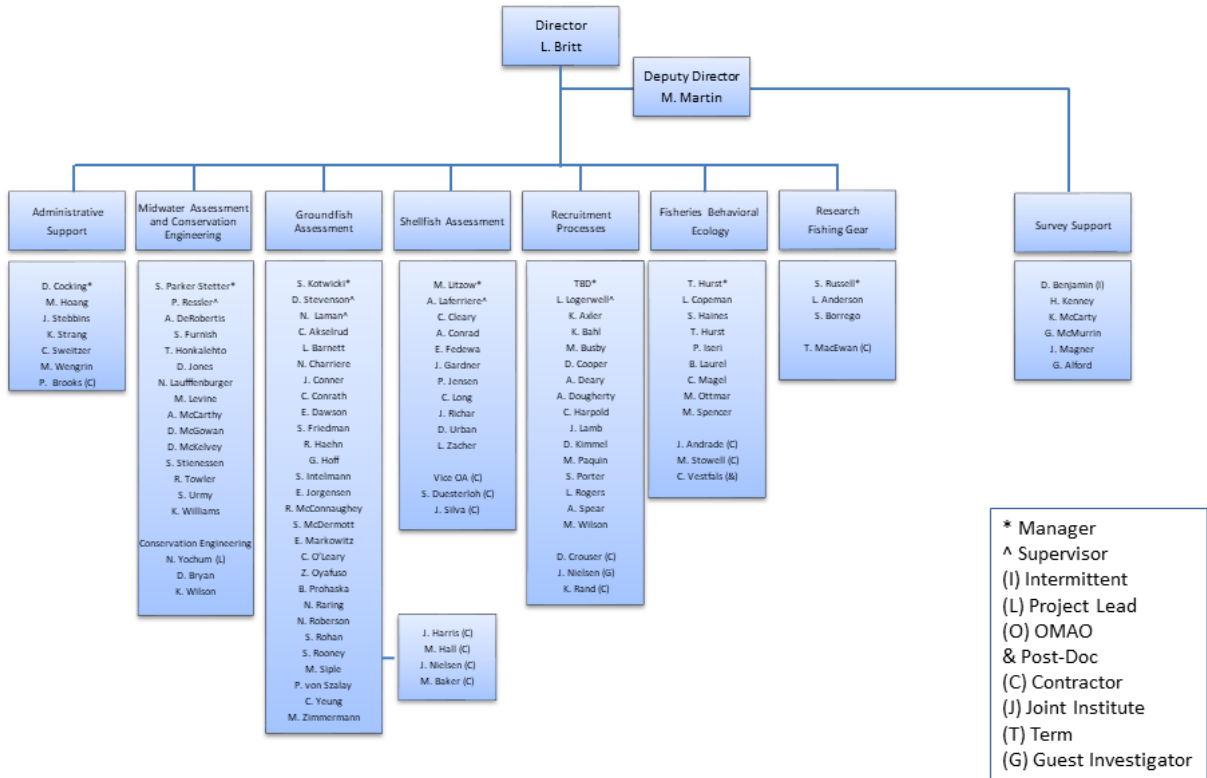 Director
L. Britt
Deputy Director
M. Martin
Administrative
Support
D. Cocking*
M. Hoang
J. Stebbins
K. Strang
C. Sweitzer
M. Wengrin
P. Brooks (C)
Midwater Assessment
and Conservation
Engineering
S. Parker-Stetter*
P. Ressler^
A. DeRobertis
S. Furnish
T. Honkalehto
D. Jones
N. Laufffenburger
M. Levine
A. McCarthy
D. McGowan
D. McKelvey
S. Stienessen
R. Towler
S. Urmy
K. Williams
Conservation Engineering
N. Yochum (L)
D. Bryan
K. Wilson
Groundfish
Assessment
S. Kotwicki*
D. Stevenson^
N. Laman^
C. Akselrud
L. Barnett
N. Charriere
J. Conner
C. Conrath
E. Dawson
S. Friedman
R. Haehn
G. Hoff
S. Intelmann
E. Jorgensen
R. McConnaughey
S. McDermott
E. Markowitz
C. O'Leary
Z. Oyafuso
B. Prohaska
N. Raring
N. Roberson
S. Rohan
S. Rooney
M. Siple
P. von Szalay
C. Yeung
M. Zimmermann
J. Harris (C)
M. Hall (C)
J. Nielsen (C)
M. Baker (C)
Shellfish Assessment
M. Litzow*
A. Laferriere^
C. Cleary
A. Conrad
E. Fedewa
J. Gardner
P. Jensen
C. Long
J. Richar
D. Urban
L. Zacher
Vice OA (C)
S. Duesterloh (C)
J. Silva (C)
Recruitment
Processes
TBD*
L. Logerwell^
K. Axler
K. Bahl
M. Busby
D. Cooper
A. Deary
A. Dougherty
C. Harpold
J. Lamb
D. Kimmel
M. Paquin
S. Porter
L. Rogers
A. Spear
M. Wilson
D. Crouser (C)
J. Nielsen (G)
K. Rand (C)
Fisheries Behavioral
Ecology
T. Hurst*
L. Copeman
S. Haines
T. Hurst
P. Iseri
B. Laurel
C. Magel
M. Ottmar
M. Spencer
J. Andrade (C)
M. Stowell (C)
C. Vestfals (&)
Research
Fishing Gear
S. Russell*
L. Anderson
S. Borrego
T. MacEwan (C)
Survey Support
D. Benjamin (I)
H. Kenney
K. McCarty
G. McMurrin
J. Magner
G. Alford
* Manager
^ Supervisor
(I) Intermittent
(L) Project Lead
(O) OMAO
& Post-Doc
(C) Contractor
(J) Joint Institute
(T) Term
(G) Guest Investigator